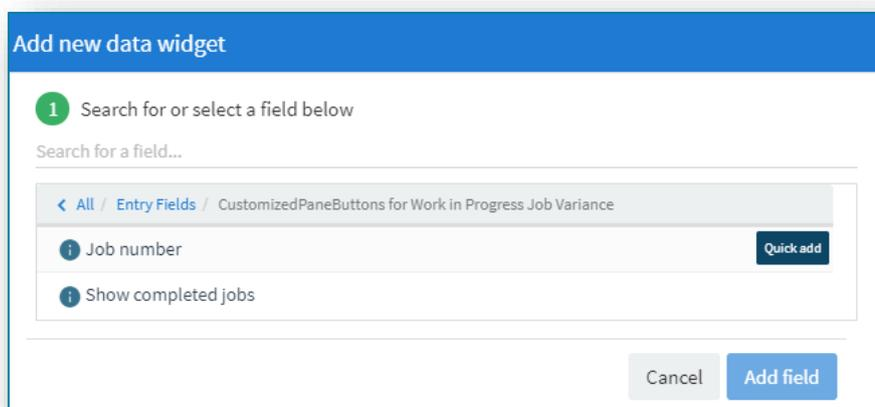 Add new data widget
1 Search for or select a field below
Search for a field...
All / Entry Fields / CustomizedPaneButtons for Work in Progress Job Variance
i Job number Quick add
i Show completed jobs
Cancel Add field